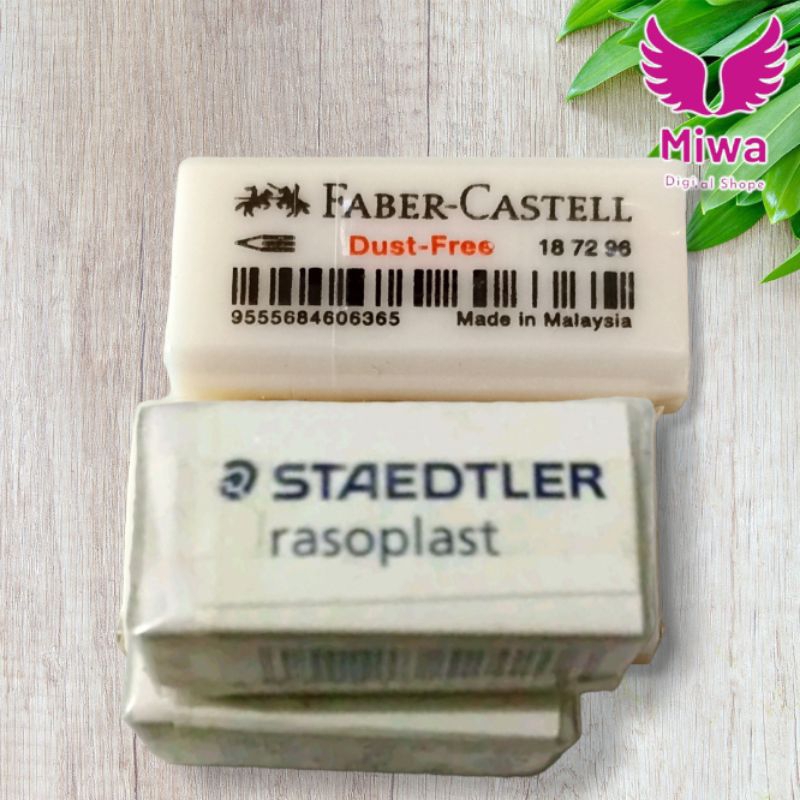 Miwa
Digital Shope
FABER-CASTELL
Dust-Free 18 72 96
9555684606365 Made in Malaysia
STAEDTLER
rasoplast